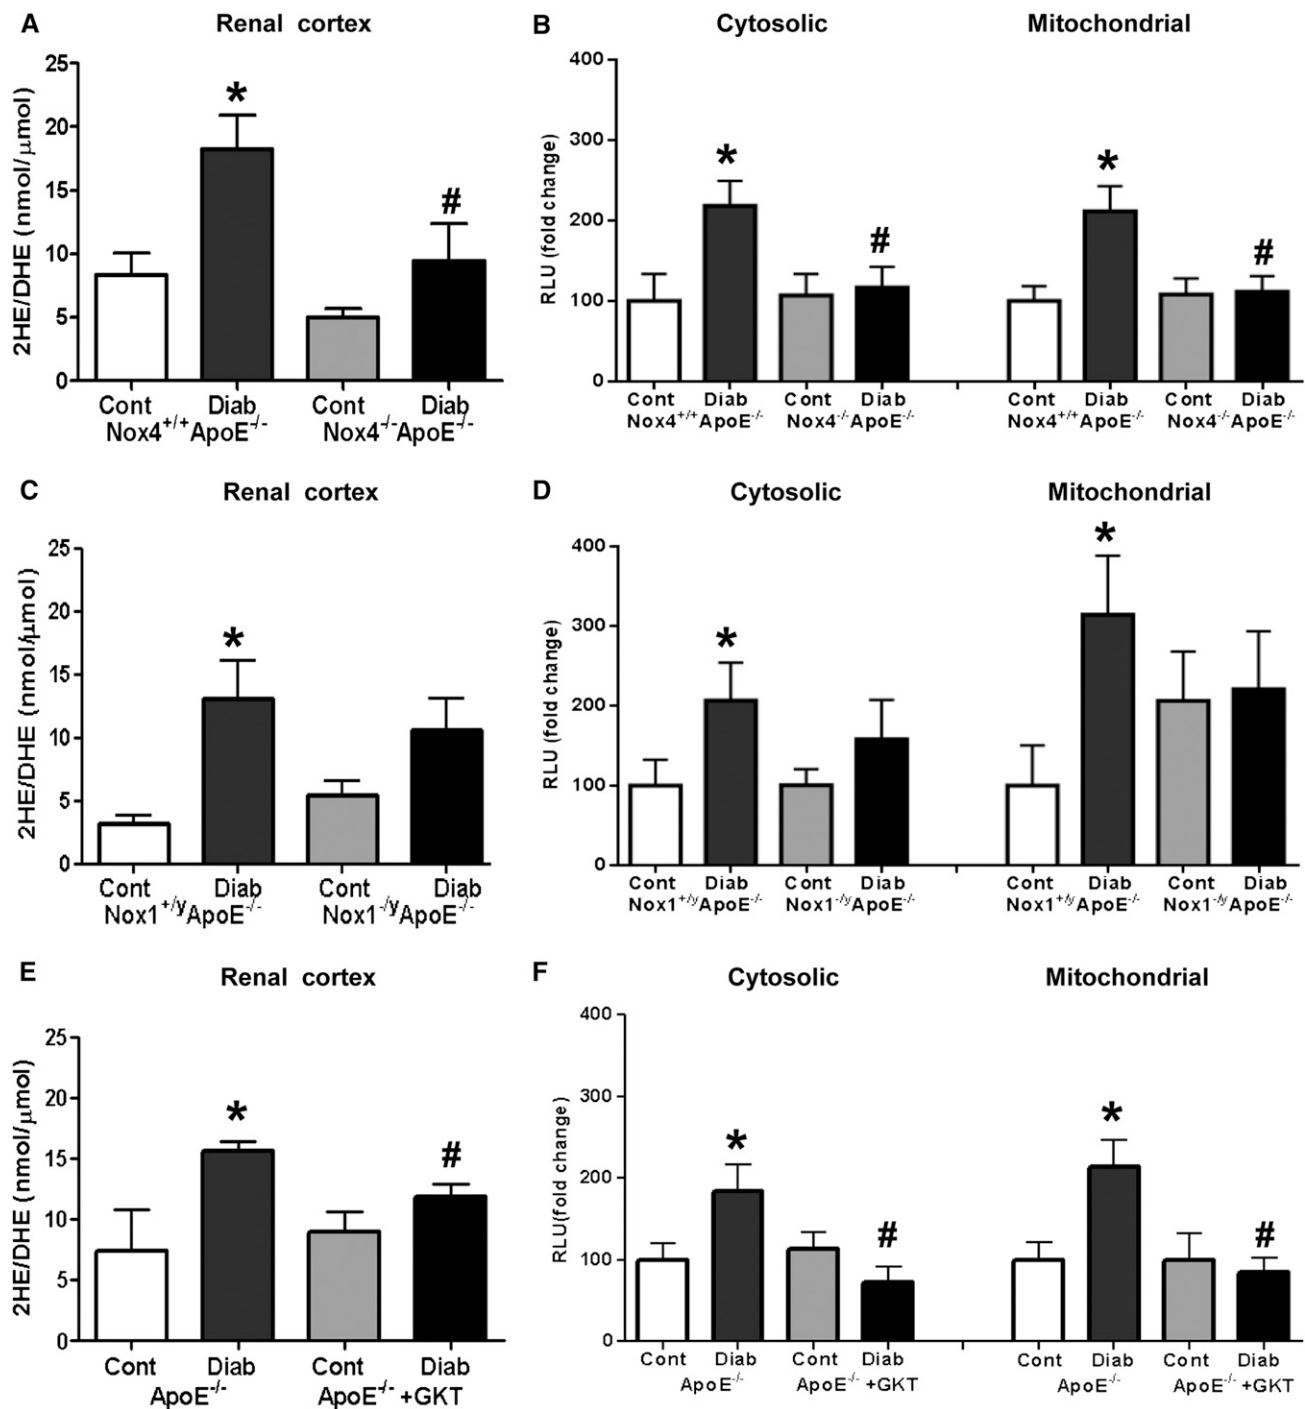 A
Renal cortex
2HE/DHE (nmol/μmol)
25
20
15
10
5
0
*
#
Cont Diab Cont Diab
Nox4+/+ApoE-/- Nox4-/-ApoE-/-
B
Cytosolic Mitochondrial
RLU (fold change)
400
300
200
100
0
*
#
*
#
Cont Diab Cont Diab Cont Diab Cont Diab
Nox4+/+ApoE-/- Nox4-/-ApoE-/- Nox4+/+ApoE-/- Nox4-/-ApoE-/-
C
Renal cortex
2HE/DHE (nmol/μmol)
25
20
15
10
5
0
*
Cont Diab Cont Diab
Nox1+/yApoE-/- Nox1-/yApoE-/-
D
Cytosolic Mitochondrial
RLU (fold change)
400
300
200
100
0
*
*
Cont Diab Cont Diab Cont Diab Cont Diab
Nox1+/yApoE-/- Nox1-/yApoE-/- Nox1+/yApoE-/- Nox1-/yApoE-/-
E
Renal cortex
2HE/DHE (nmol/μmol)
25
20
15
10
5
0
*
#
Cont Diab Cont Diab
ApoE-/- ApoE-/- +GKT
F
Cytosolic Mitochondrial
RLU(fold change)
400
300
200
100
0
*
#
*
#
Cont Diab Cont Diab Cont Diab Cont Diab
ApoE-/- ApoE-/- +GKT ApoE-/- ApoE-/- +GKT